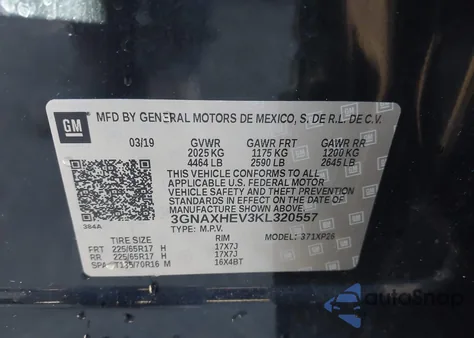 GM
MFD BY GENERAL MOTORS DE MEXICO, S. DE R.L. DE C.V.
03/19 GVWR GAWR FRT GAWR RR
2025 KG 1175 KG 1200 KG
4464 LB 2590 LB 2645 LB
THIS VEHICLE CONFORMS TO ALL
APPLICABLE U.S. FEDERAL VEHICLE
SAFETY AND THEFT PREVENTION
STANDARDS IN EFFECT ON THE DATE OF
MANUFACTURE SHOWN ABOVE.
3GNAXHEV3KL320557
384A TYPE: M.P.V. MODEL: 371XP26
TIRE SIZE RIM
FRT 225/65R17 H 17X7J
RR 225/65R17 H 17X7J
SPA T135/70R16 M 16X4BT
autoSnap